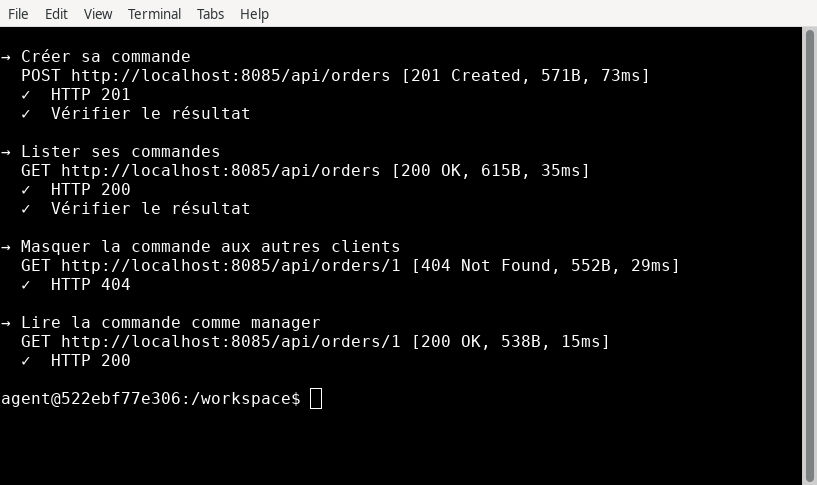 File Edit View Terminal Tabs Help
→ Créer sa commande
POST http://localhost:8085/api/orders [201 Created, 571B, 73ms]
✓ HTTP 201
✓ Vérifier le résultat
→ Lister ses commandes
GET http://localhost:8085/api/orders [200 OK, 615B, 35ms]
✓ HTTP 200
✓ Vérifier le résultat
→ Masquer la commande aux autres clients
GET http://localhost:8085/api/orders/1 [404 Not Found, 552B, 29ms]
✓ HTTP 404
→ Lire la commande comme manager
GET http://localhost:8085/api/orders/1 [200 OK, 538B, 15ms]
✓ HTTP 200
agent@522ebf77e306:/workspace$